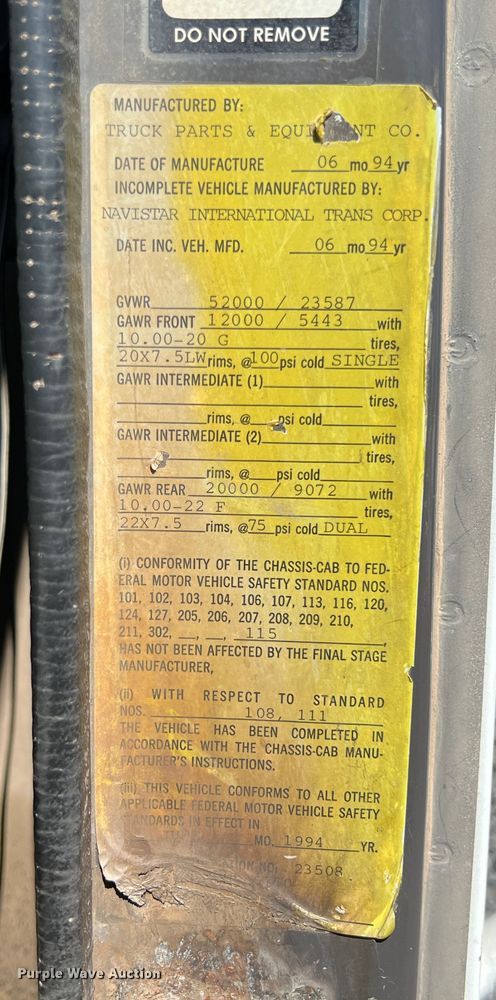 DO NOT REMOVE
MANUFACTURED BY:
TRUCK PARTS & EQUIPMENT CO.
DATE OF MANUFACTURE 06 mo 94 yr
INCOMPLETE VEHICLE MANUFACTURED BY:
NAVISTAR INTERNATIONAL TRANS CORP.
DATE INC. VEH. MFD. 06 mo 94 yr
GVWR 52000 / 23587
GAWR FRONT 12000 / 5443 with
10.00-20 G tires,
20X7.5LW rims, @100 psi cold SINGLE
GAWR INTERMEDIATE (1) with
tires,
rims, @ psi cold
GAWR INTERMEDIATE (2) with
tires,
rims, @ psi cold
GAWR REAR 20000 / 9072 with
10.00-22 F tires,
22X7.5 rims, @75 psi cold DUAL
(i) CONFORMITY OF THE CHASSIS-CAB TO FED-
ERAL MOTOR VEHICLE SAFETY STANDARD NOS.
101, 102, 103, 104, 106, 107, 113, 116, 120,
124, 127, 205, 206, 207, 208, 209, 210,
211, 302, __, __, 115,
HAS NOT BEEN AFFECTED BY THE FINAL STAGE
MANUFACTURER,
(ii) WITH RESPECT TO STANDARD
NOS. 108, 111
THE VEHICLE HAS BEEN COMPLETED IN
ACCORDANCE WITH THE CHASSIS-CAB MANU-
FACTURER'S INSTRUCTIONS.
(iii) THIS VEHICLE CONFORMS TO ALL OTHER
APPLICABLE FEDERAL MOTOR VEHICLE SAFETY
STANDARDS IN EFFECT IN
MO. 1994 YR.
NO. 23508
Purple Wave Auction